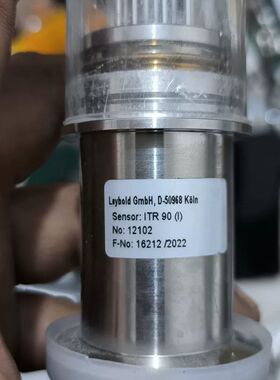 Leybold GmbH, D-50968 Köln
Sensor: ITR 90 (I)
No: 12102
F-No: 16212 /2022